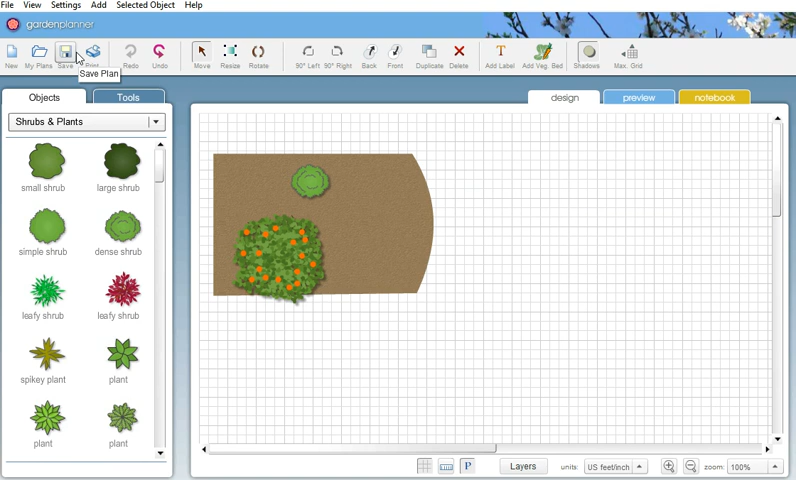 File View Settings Add Selected Object Help
gardenplanner
New My Plans Save Print Redo Undo Move Resize Rotate 90° Left 90° Right Back Front Duplicate Delete Add Label Add Veg. Bed Shadows Max. Grid
Save Plan
Objects Tools
design preview notebook
Shrubs & Plants
small shrub large shrub
simple shrub dense shrub
leafy shrub leafy shrub
spikey plant plant
plant plant
P Layers units: US feet/inch zoom: 100%